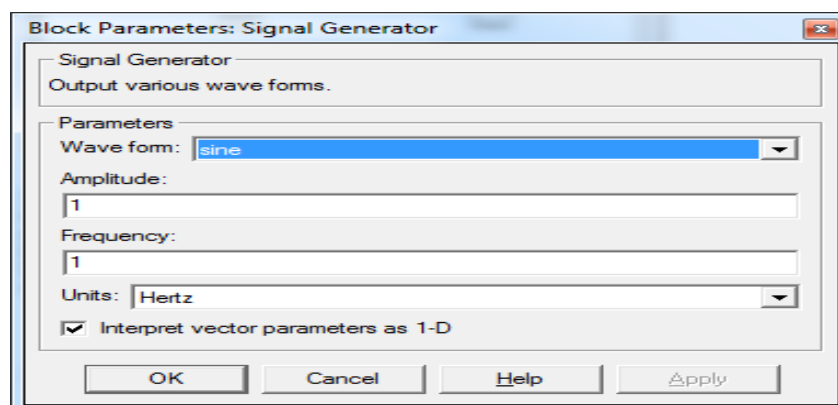 Block Parameters: Signal Generator
Signal Generator
Output various wave forms.
Parameters
Wave form: sine
Amplitude:
1
Frequency:
1
Units: Hertz
Interpret vector parameters as 1-D
OK Cancel Help Apply